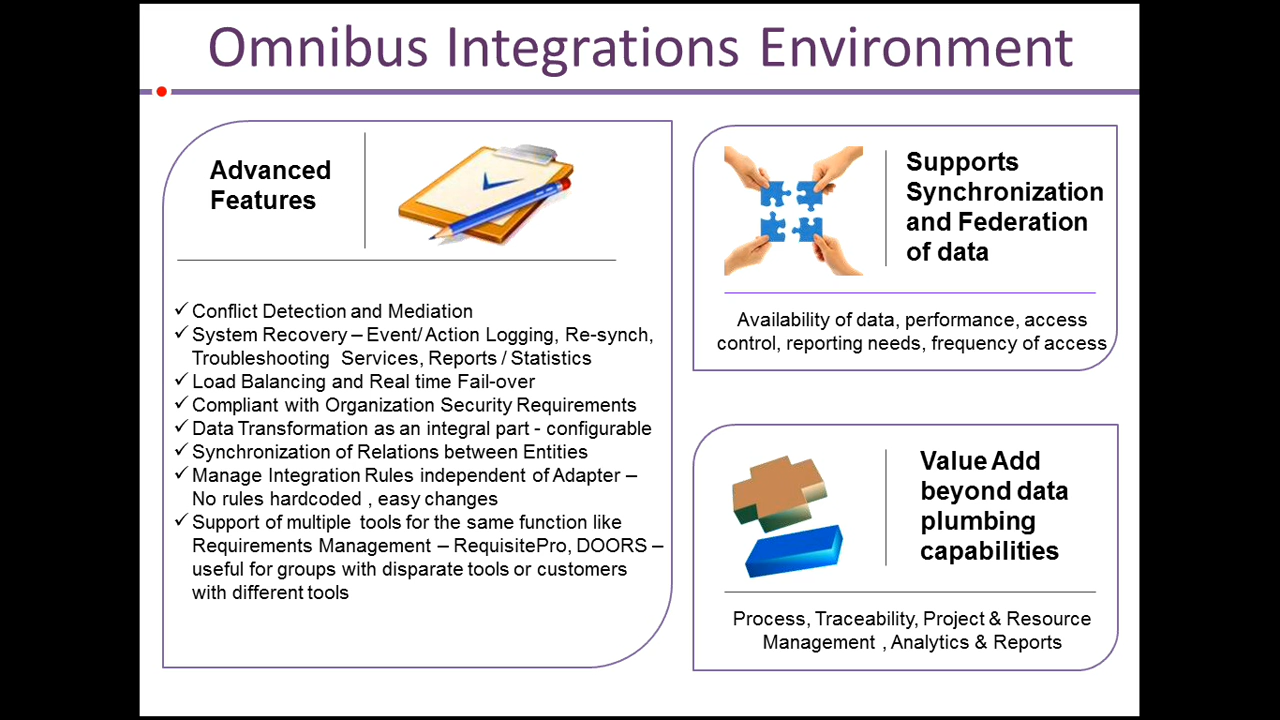 Omnibus Integrations Environment
Advanced
Features
✓Conflict Detection and Mediation
✓System Recovery – Event/ Action Logging, Re-synch,
Troubleshooting Services, Reports / Statistics
✓Load Balancing and Real time Fail-over
✓Compliant with Organization Security Requirements
✓Data Transformation as an integral part - configurable
✓Synchronization of Relations between Entities
✓Manage Integration Rules independent of Adapter –
No rules hardcoded , easy changes
✓Support of multiple tools for the same function like
Requirements Management – RequisitePro, DOORS –
useful for groups with disparate tools or customers
with different tools
Supports
Synchronization
and Federation
of data
Availability of data, performance, access
control, reporting needs, frequency of access
Value Add
beyond data
plumbing
capabilities
Process, Traceability, Project & Resource
Management , Analytics & Reports